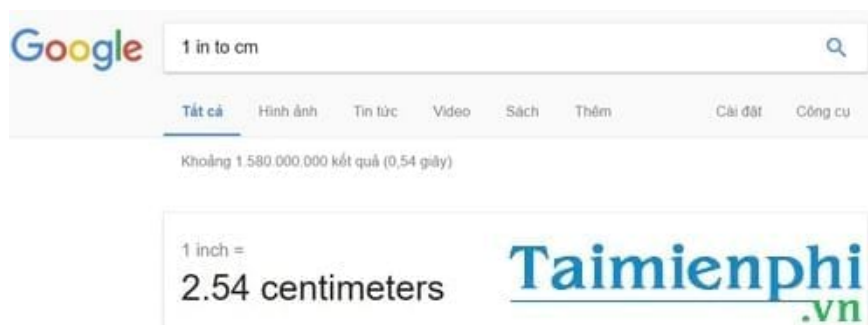 Google 1 in to cm
Tất cả Hình ảnh Tin tức Video Sách Thêm Cài đặt Công cụ
Khoảng 1.580.000.000 kết quả (0,54 giây)
1 inch =
2.54 centimeters
Taimienphi
.vn